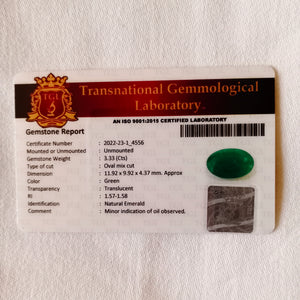 TGL
Transnational Gemmological
Laboratory.
AN ISO 9001:2015 CERTIFIED LABORATORY
Gemstone Report
Certificate Number : 2022-23-1_4556
Mounted or Unmounted : Unmounted
Gemstone Weight : 3.33 (Cts)
Type of cut : Oval mix cut
Dimension : 11.92 x 9.92 x 4.37 mm. Approx
Color : Green
Transparency : Translucent
RI : 1.57-1.58
Identification : Natural Emerald
Comment : Minor indication of oil observed.